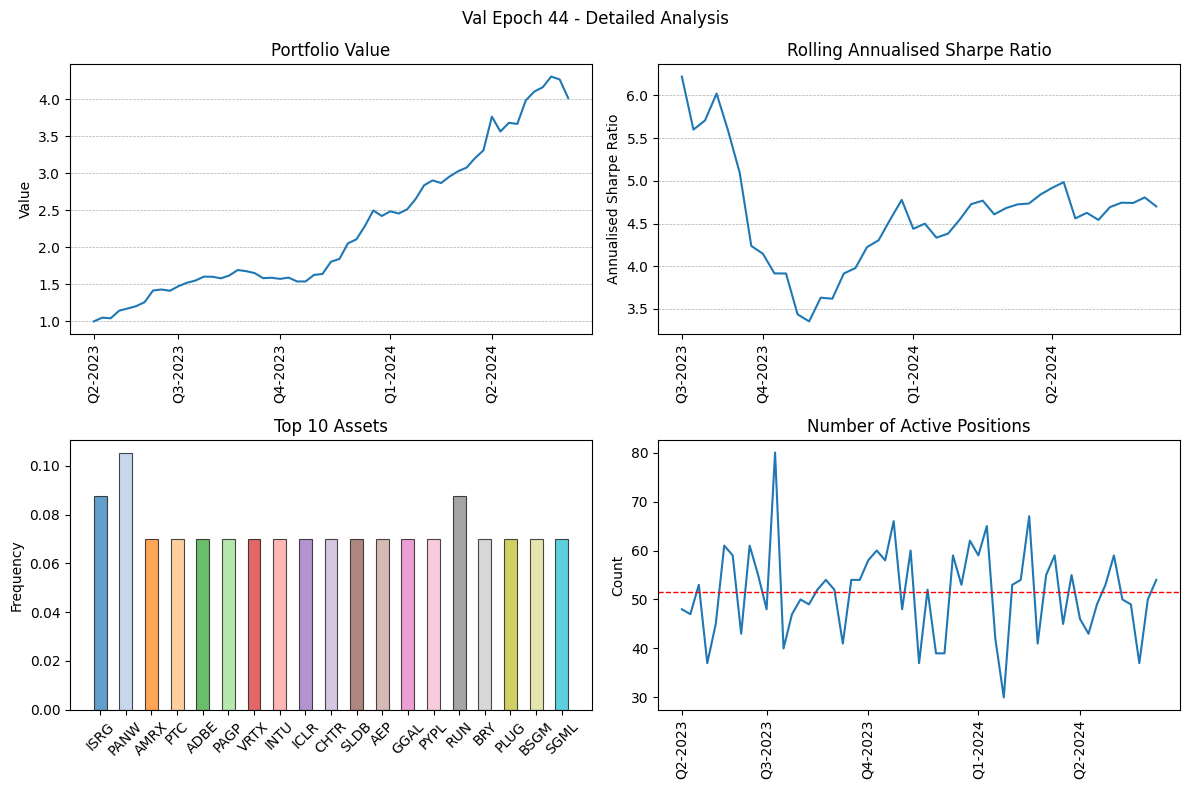 Val Epoch 44 - Detailed Analysis
Portfolio Value
Value
4.0
3.5
3.0
2.5
2.0
1.5
1.0
Q2-2023
Q3-2023
Q4-2023
Q1-2024
Q2-2024
Rolling Annualised Sharpe Ratio
Annualised Sharpe Ratio
6.0
5.5
5.0
4.5
4.0
3.5
Q3-2023
Q4-2023
Q1-2024
Q2-2024
Top 10 Assets
Frequency
0.10
0.08
0.06
0.04
0.02
0.00
ISRG
PANW
AMRX
PTC
ADBE
PAGP
VRTX
INTU
ICLR
CHTR
SLDB
AEP
GGAL
PYPL
RUN
BRY
PLUG
BSGM
SGML
Number of Active Positions
Count
80
70
60
50
40
30
Q2-2023
Q3-2023
Q4-2023
Q1-2024
Q2-2024